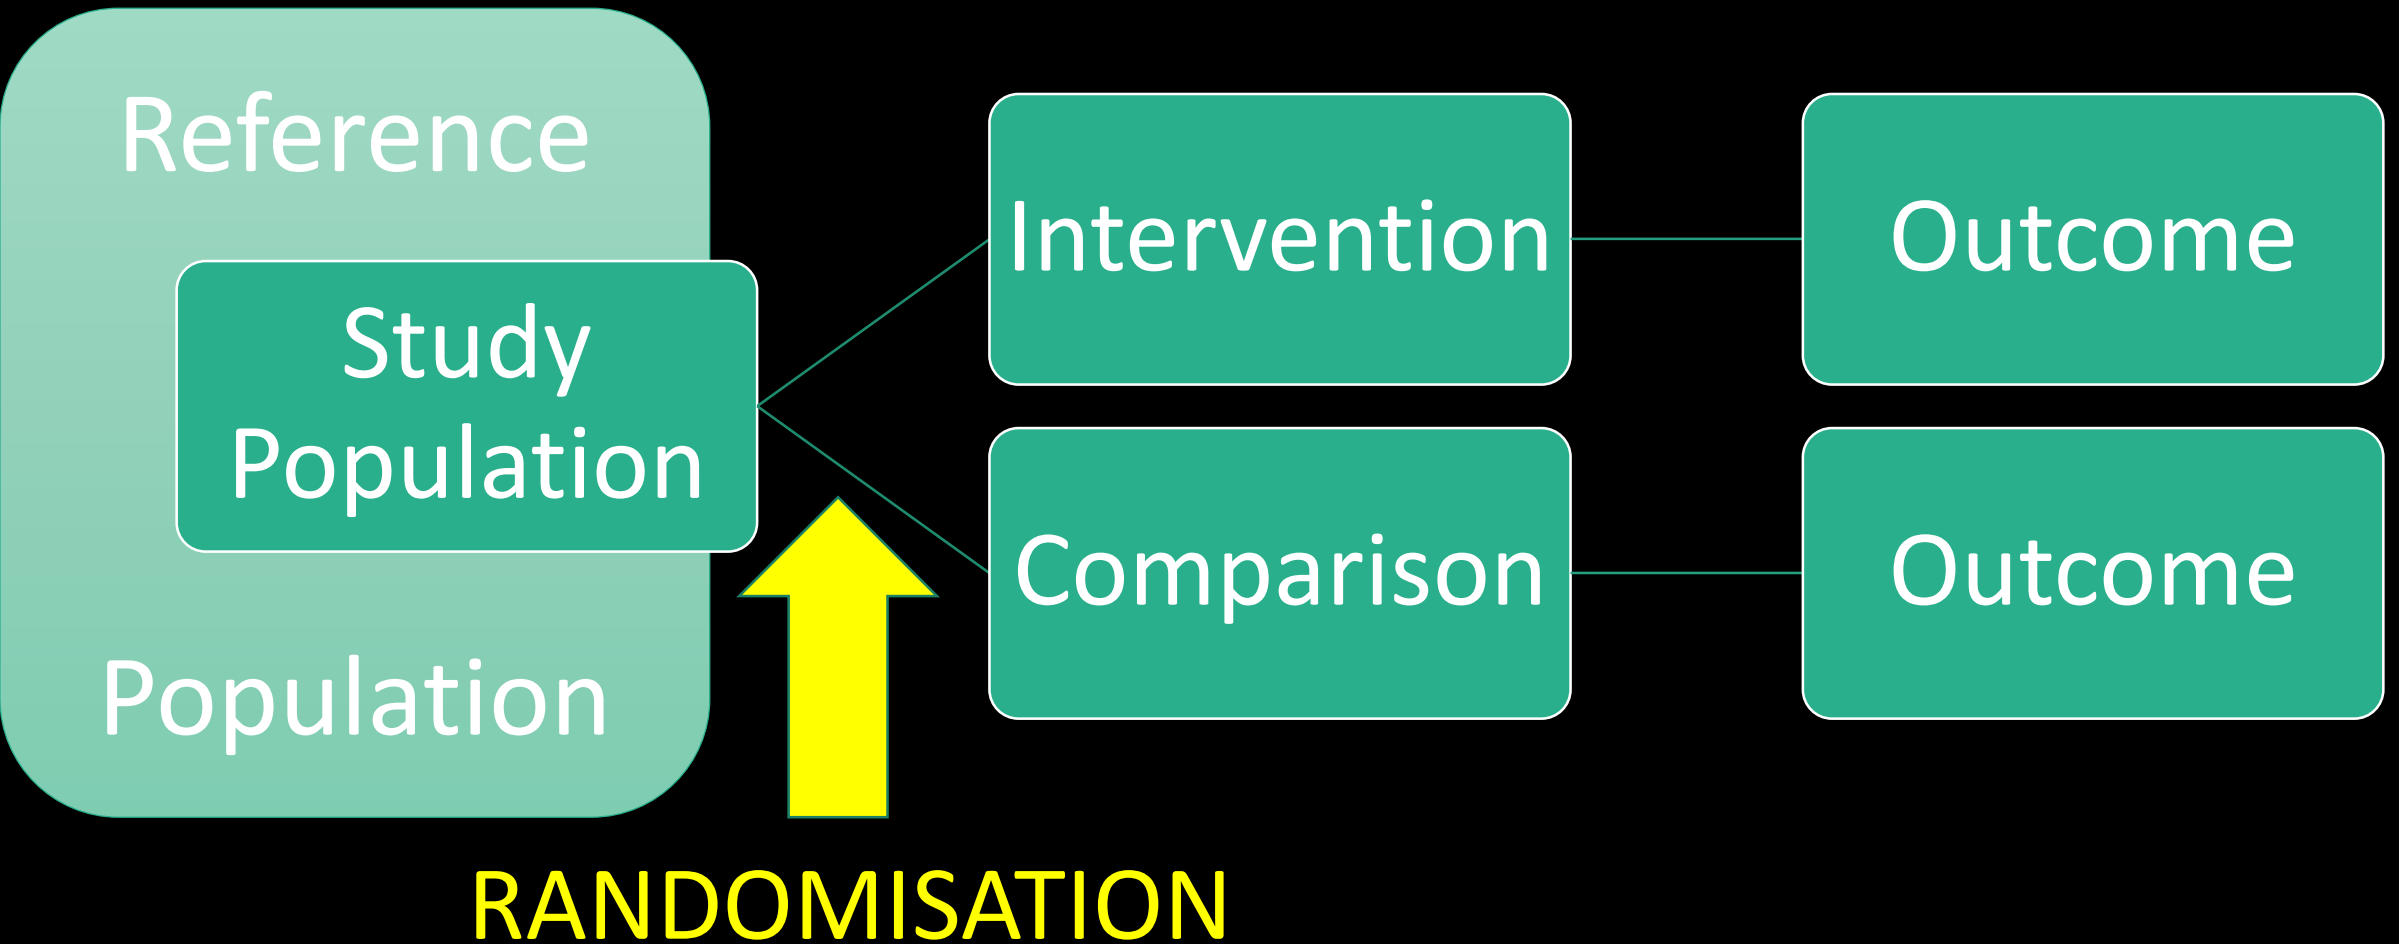 Reference
Study
Population
Population
Intervention
Outcome
Comparison
Outcome
RANDOMISATION